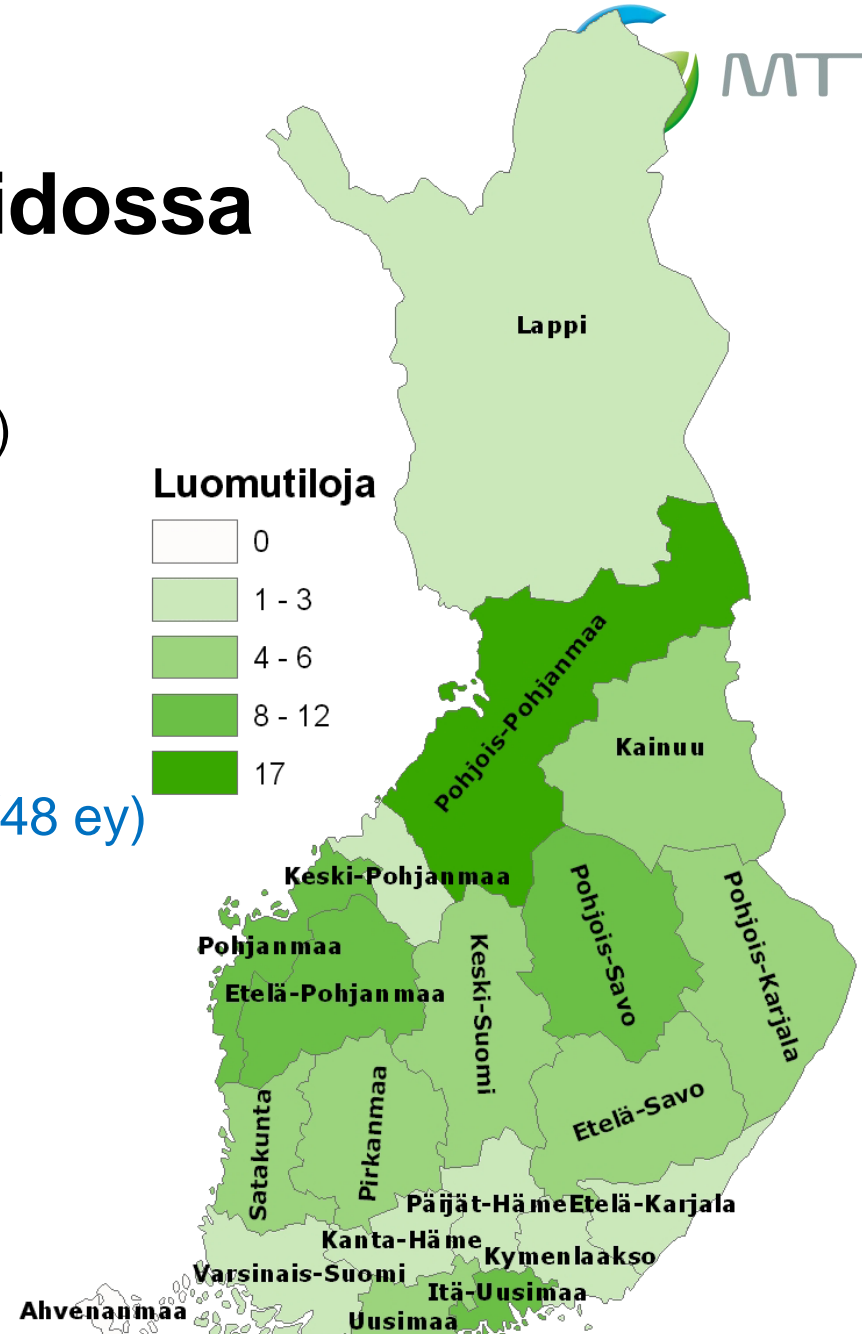 MTT
idossa
)
Lappi
Luomutiloja
0
1 - 3
4 - 6
8 - 12
17
48 ey)
Pohjois-Pohjanmaa
Kainuu
Keski-Pohjanmaa
Pohjanmaa
Etelä-Pohjanmaa
Keski-Suomi
Pohjois-Savo
Pohjois-Karjala
Satakunta
Pirkanmaa
Etelä-Savo
Päijät-Häme
Etelä-Karjala
Kanta-Häme
Kymenlaakso
Varsinais-Suomi
Itä-Uusimaa
Ahvenanmaa
Uusimaa